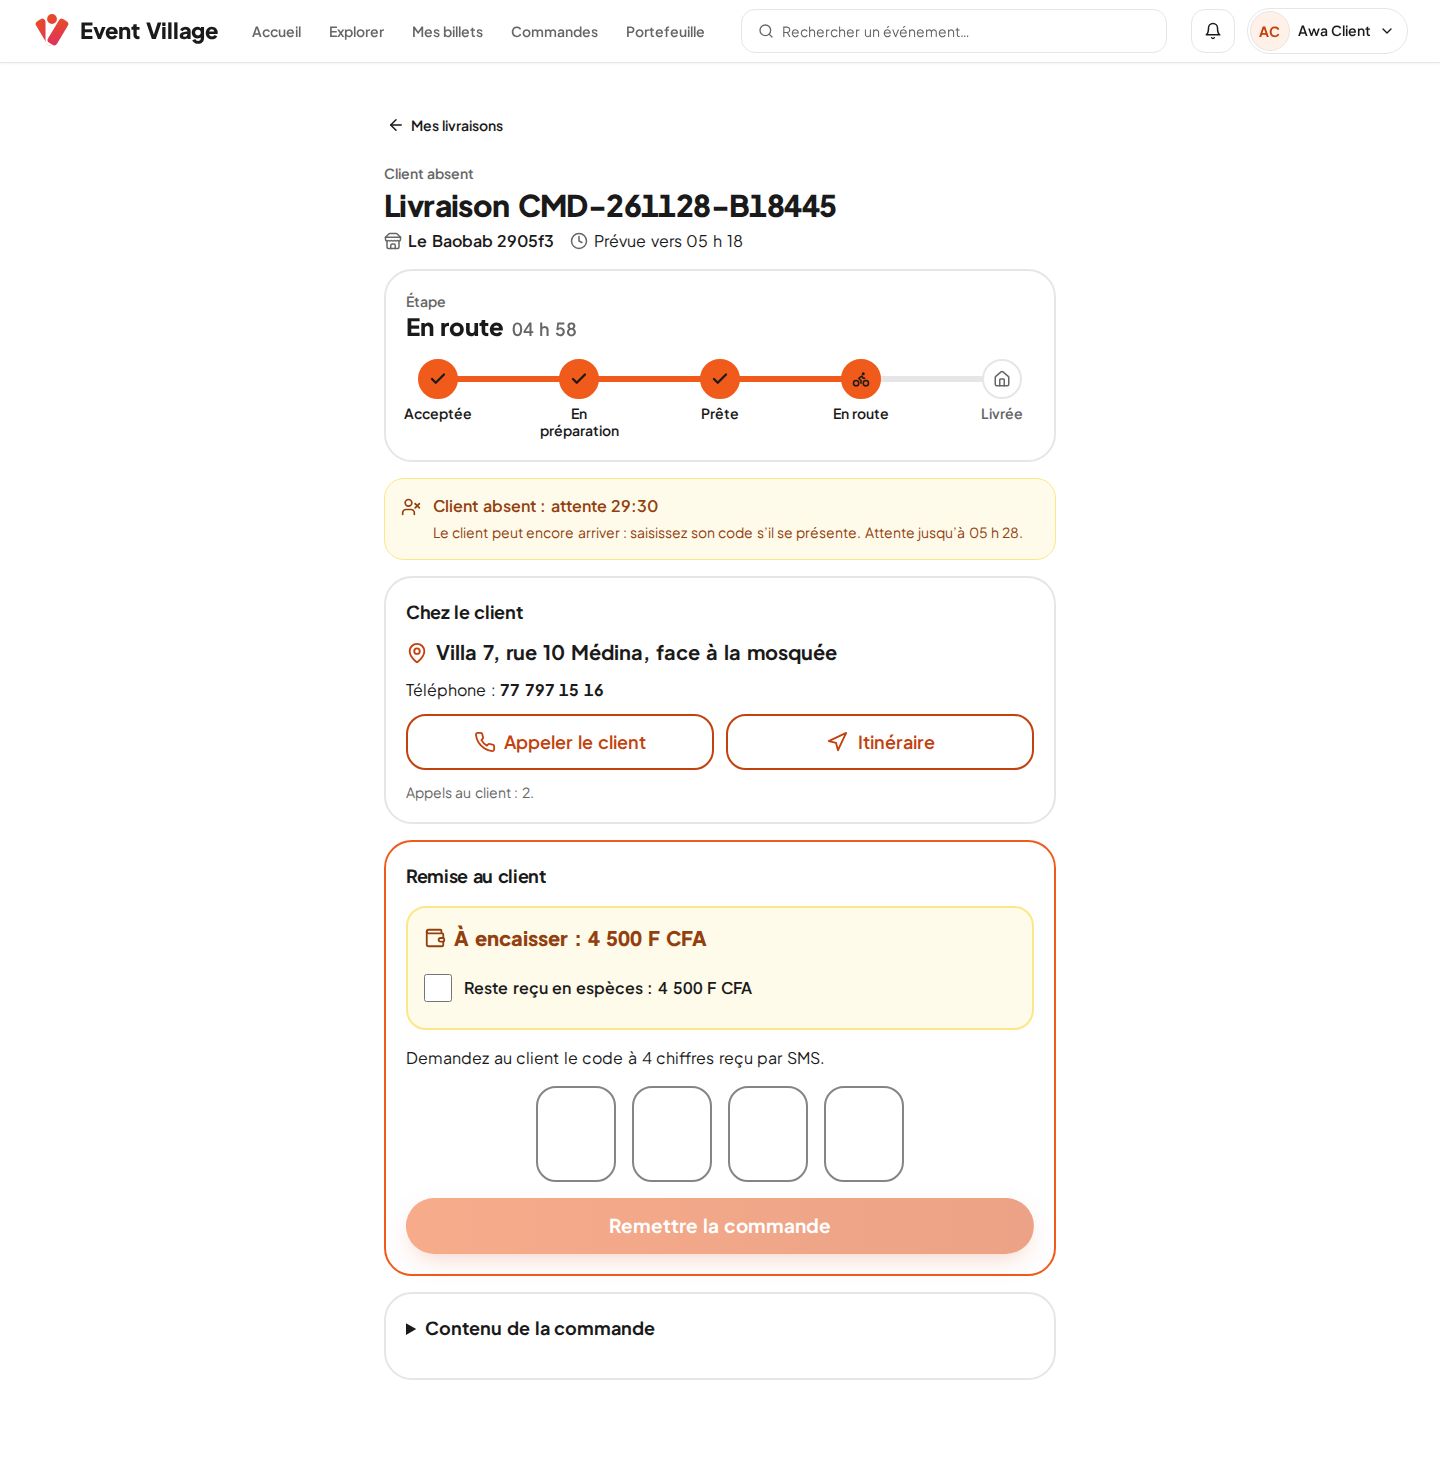 Event Village
Accueil
Explorer
Mes billets
Commandes
Portefeuille
Rechercher un événement…
AC
Awa Client
Mes livraisons
Client absent
Livraison CMD-261128-B18445
Le Baobab 2905f3
Prévue vers 05 h 18
Étape
En route 04 h 58
Acceptée
En préparation
Prête
En route
Livrée
Client absent : attente 29:30
Le client peut encore arriver : saisissez son code s'il se présente. Attente jusqu'à 05 h 28.
Chez le client
Villa 7, rue 10 Médina, face à la mosquée
Téléphone : 77 797 15 16
Appeler le client
Itinéraire
Appels au client : 2.
Remise au client
À encaisser : 4 500 F CFA
Reste reçu en espèces : 4 500 F CFA
Demandez au client le code à 4 chiffres reçu par SMS.
Remettre la commande
Contenu de la commande